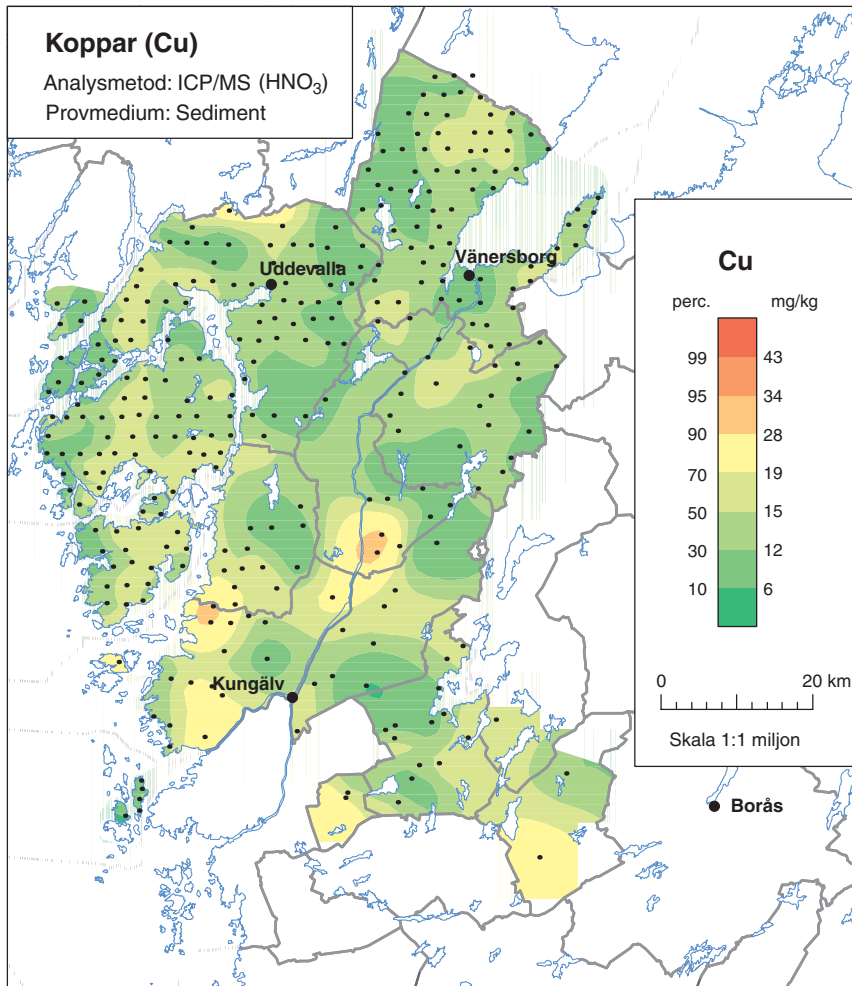 Koppar (Cu)
Analysmetod: ICP/MS (HNO₃)
Provmedium: Sediment
Uddevalla
Vänersborg
Kungälv
Borås
Cu
perc. mg/kg
99 43
95 34
90 28
70 19
50 15
30 12
10 6
0 20 km
Skala 1:1 miljon